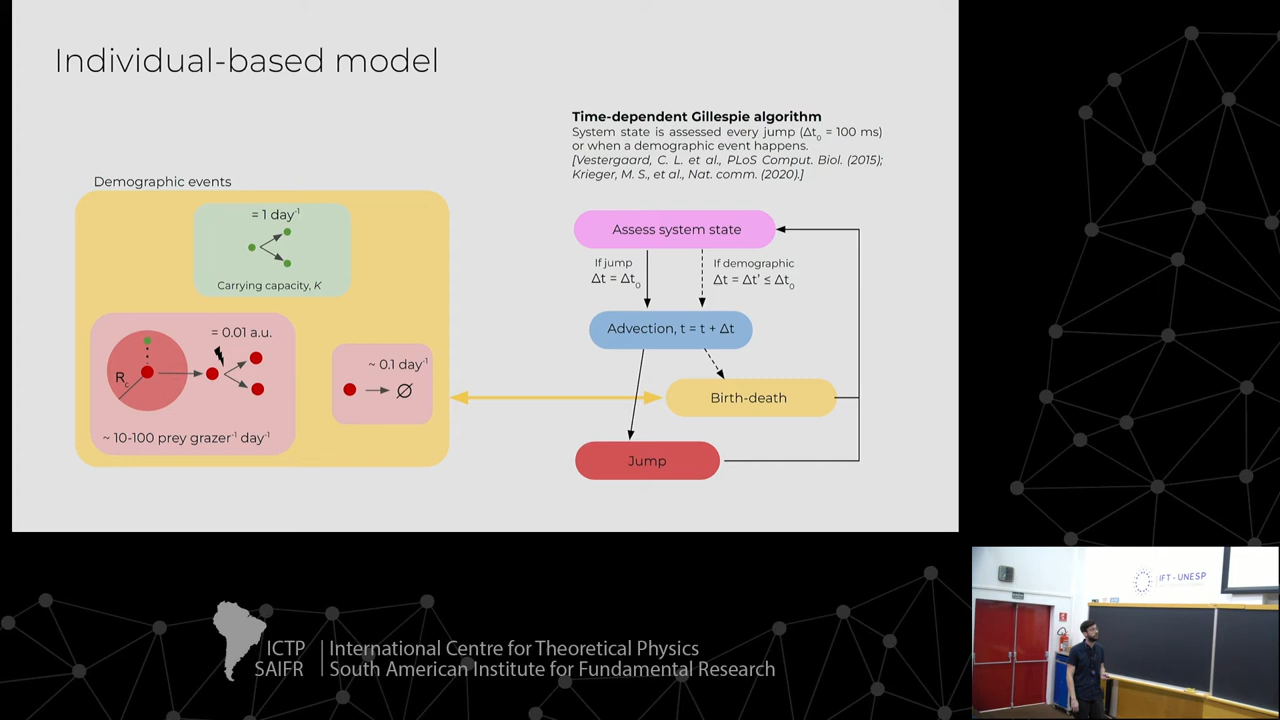 Individual-based model
Time-dependent Gillespie algorithm
System state is assessed every jump (Δt₀ = 100 ms)
or when a demographic event happens.
[Vestergaard, C. L. et al., PLoS Comput. Biol. (2015);
Krieger, M. S., et al., Nat. comm. (2020).]
Demographic events
= 1 day⁻¹
Carrying capacity, K
= 0.01 a.u.
R꜀
~ 10-100 prey grazer⁻¹ day⁻¹
~ 0.1 day⁻¹
∅
Assess system state
If jump
Δt = Δt₀
If demographic
Δt = Δt' ≤ Δt₀
Advection, t = t + Δt
Birth-death
Jump
IFT - UNESP
ICTP
SAIFR
International Centre for Theoretical Physics
South American Institute for Fundamental Research